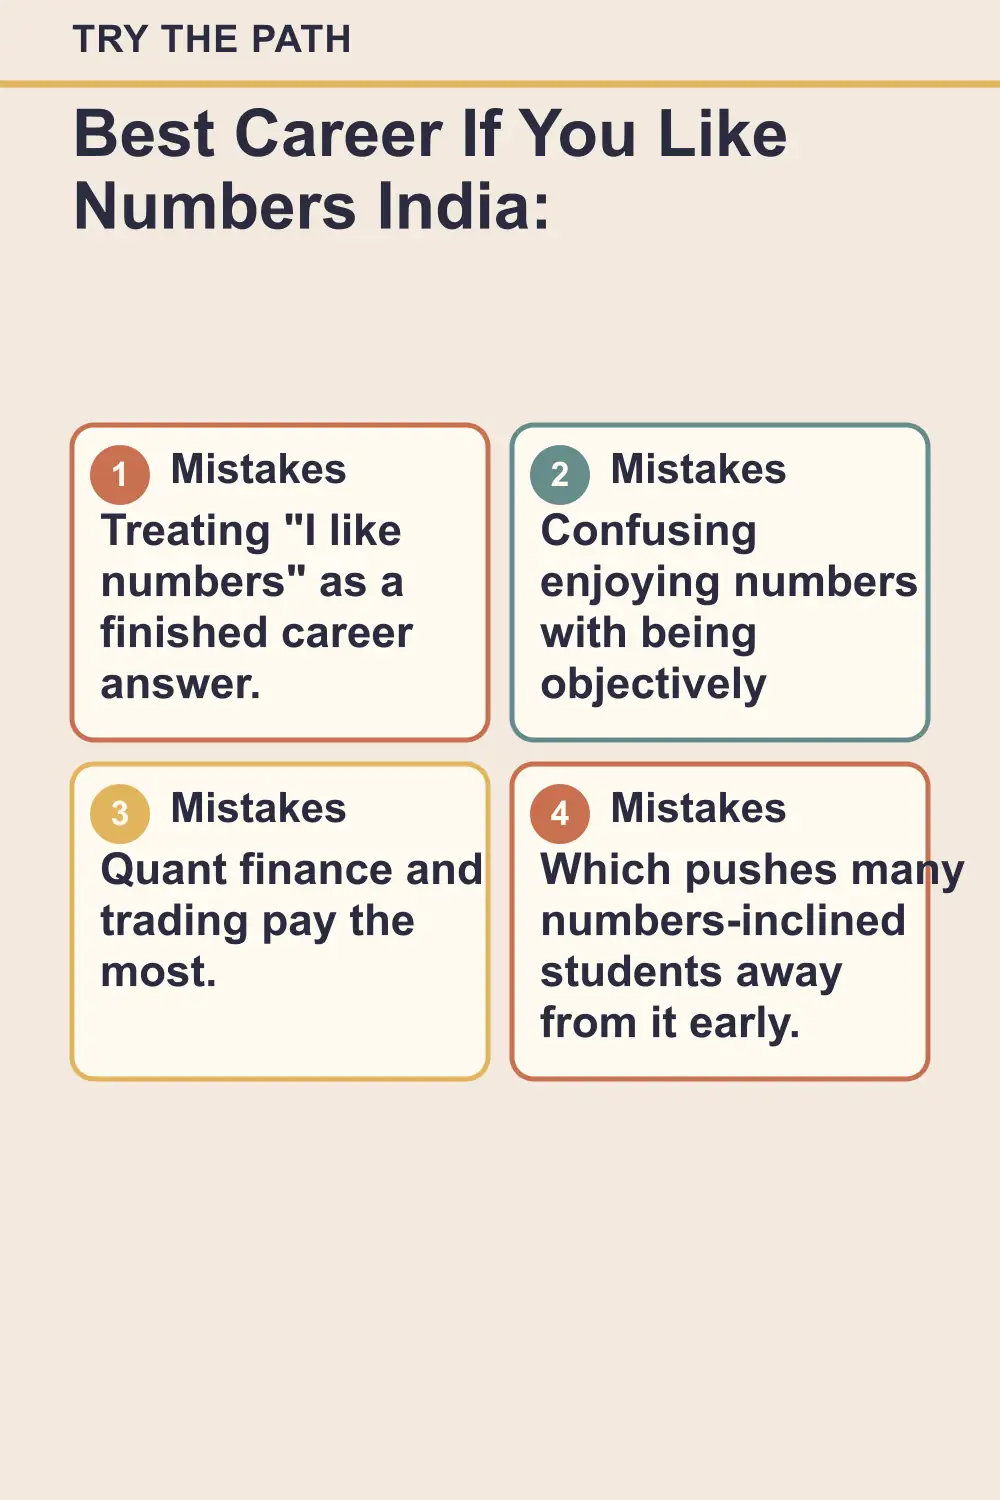 TRY THE PATH
Best Career If You Like
Numbers India:
1 Mistakes
Treating "I like
numbers" as a
finished career
answer.
2 Mistakes
Confusing
enjoying numbers
with being
objectively
3 Mistakes
Quant finance and
trading pay the
most.
4 Mistakes
Which pushes many
numbers-inclined
students away
from it early.